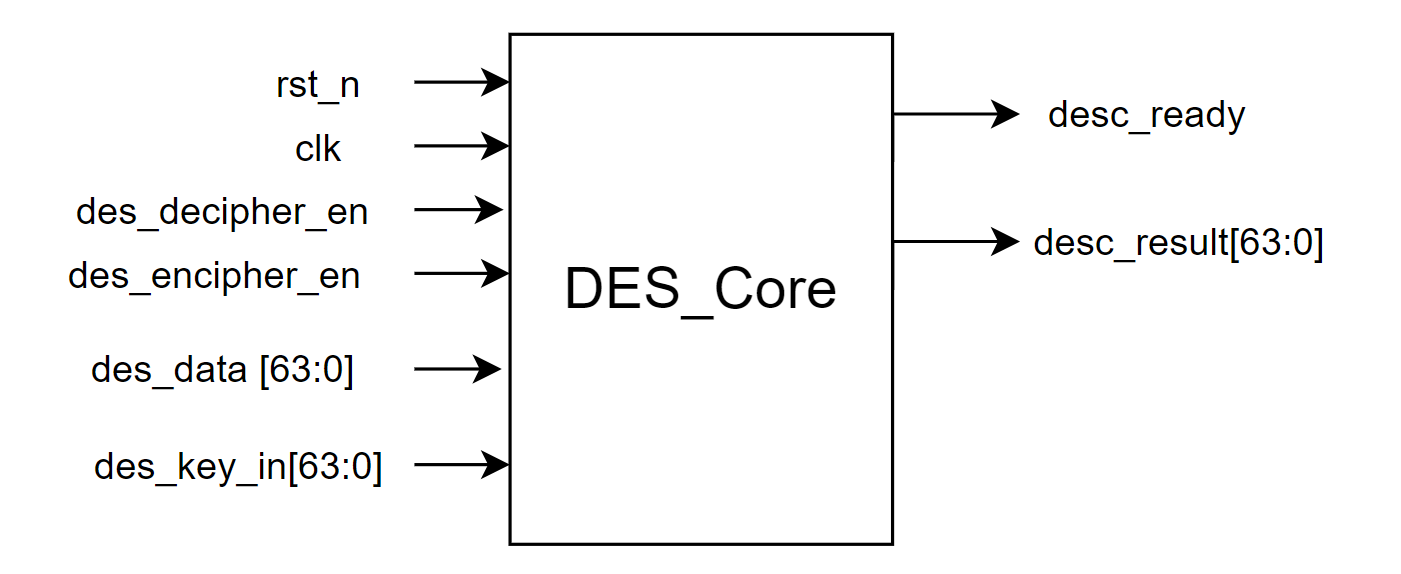 rst_n
clk
des_decipher_en
des_encipher_en
des_data [63:0]
des_key_in[63:0]
DES_Core
desc_ready
desc_result[63:0]